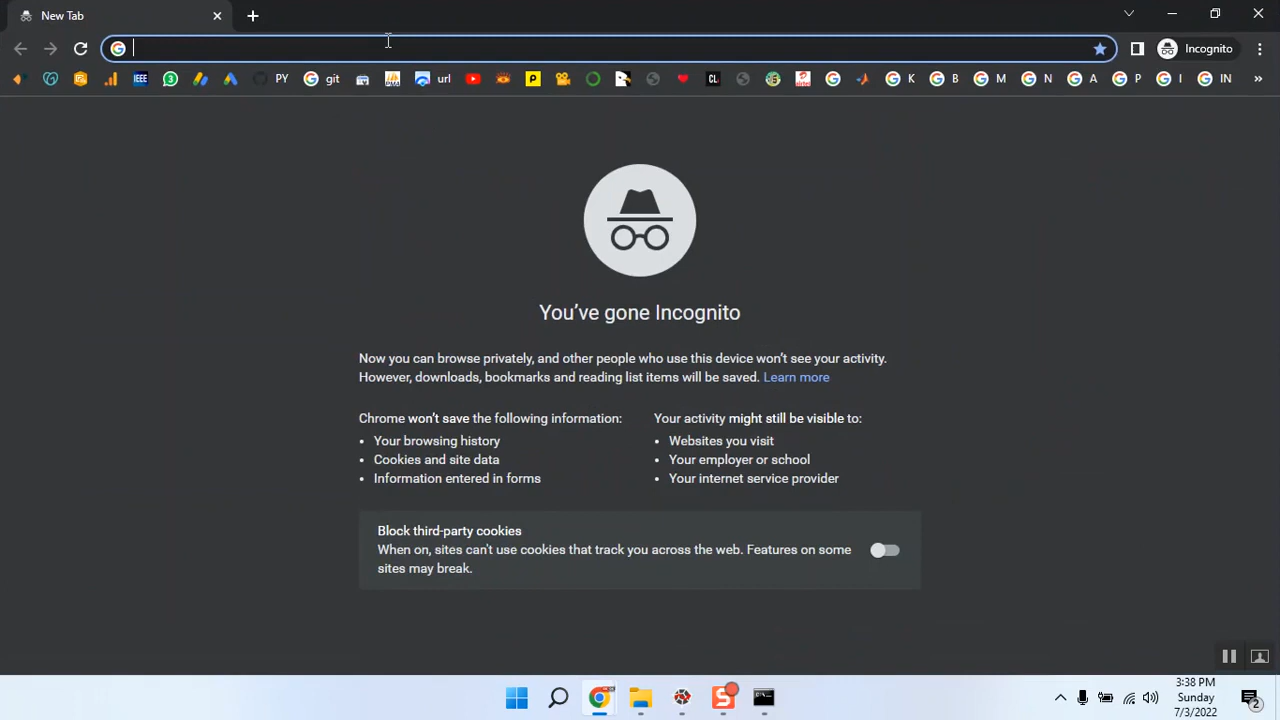 New Tab
Incognito
IEEE
3
PY
git
url
P
CL
K
B
M
N
A
P
I
IN
»
You've gone Incognito
Now you can browse privately, and other people who use this device won't see your activity.
However, downloads, bookmarks and reading list items will be saved. Learn more
Chrome won't save the following information:
• Your browsing history
• Cookies and site data
• Information entered in forms
Your activity might still be visible to:
• Websites you visit
• Your employer or school
• Your internet service provider
Block third-party cookies
When on, sites can't use cookies that track you across the web. Features on some
sites may break.
S
3:38 PM
Sunday
7/3/2022
2